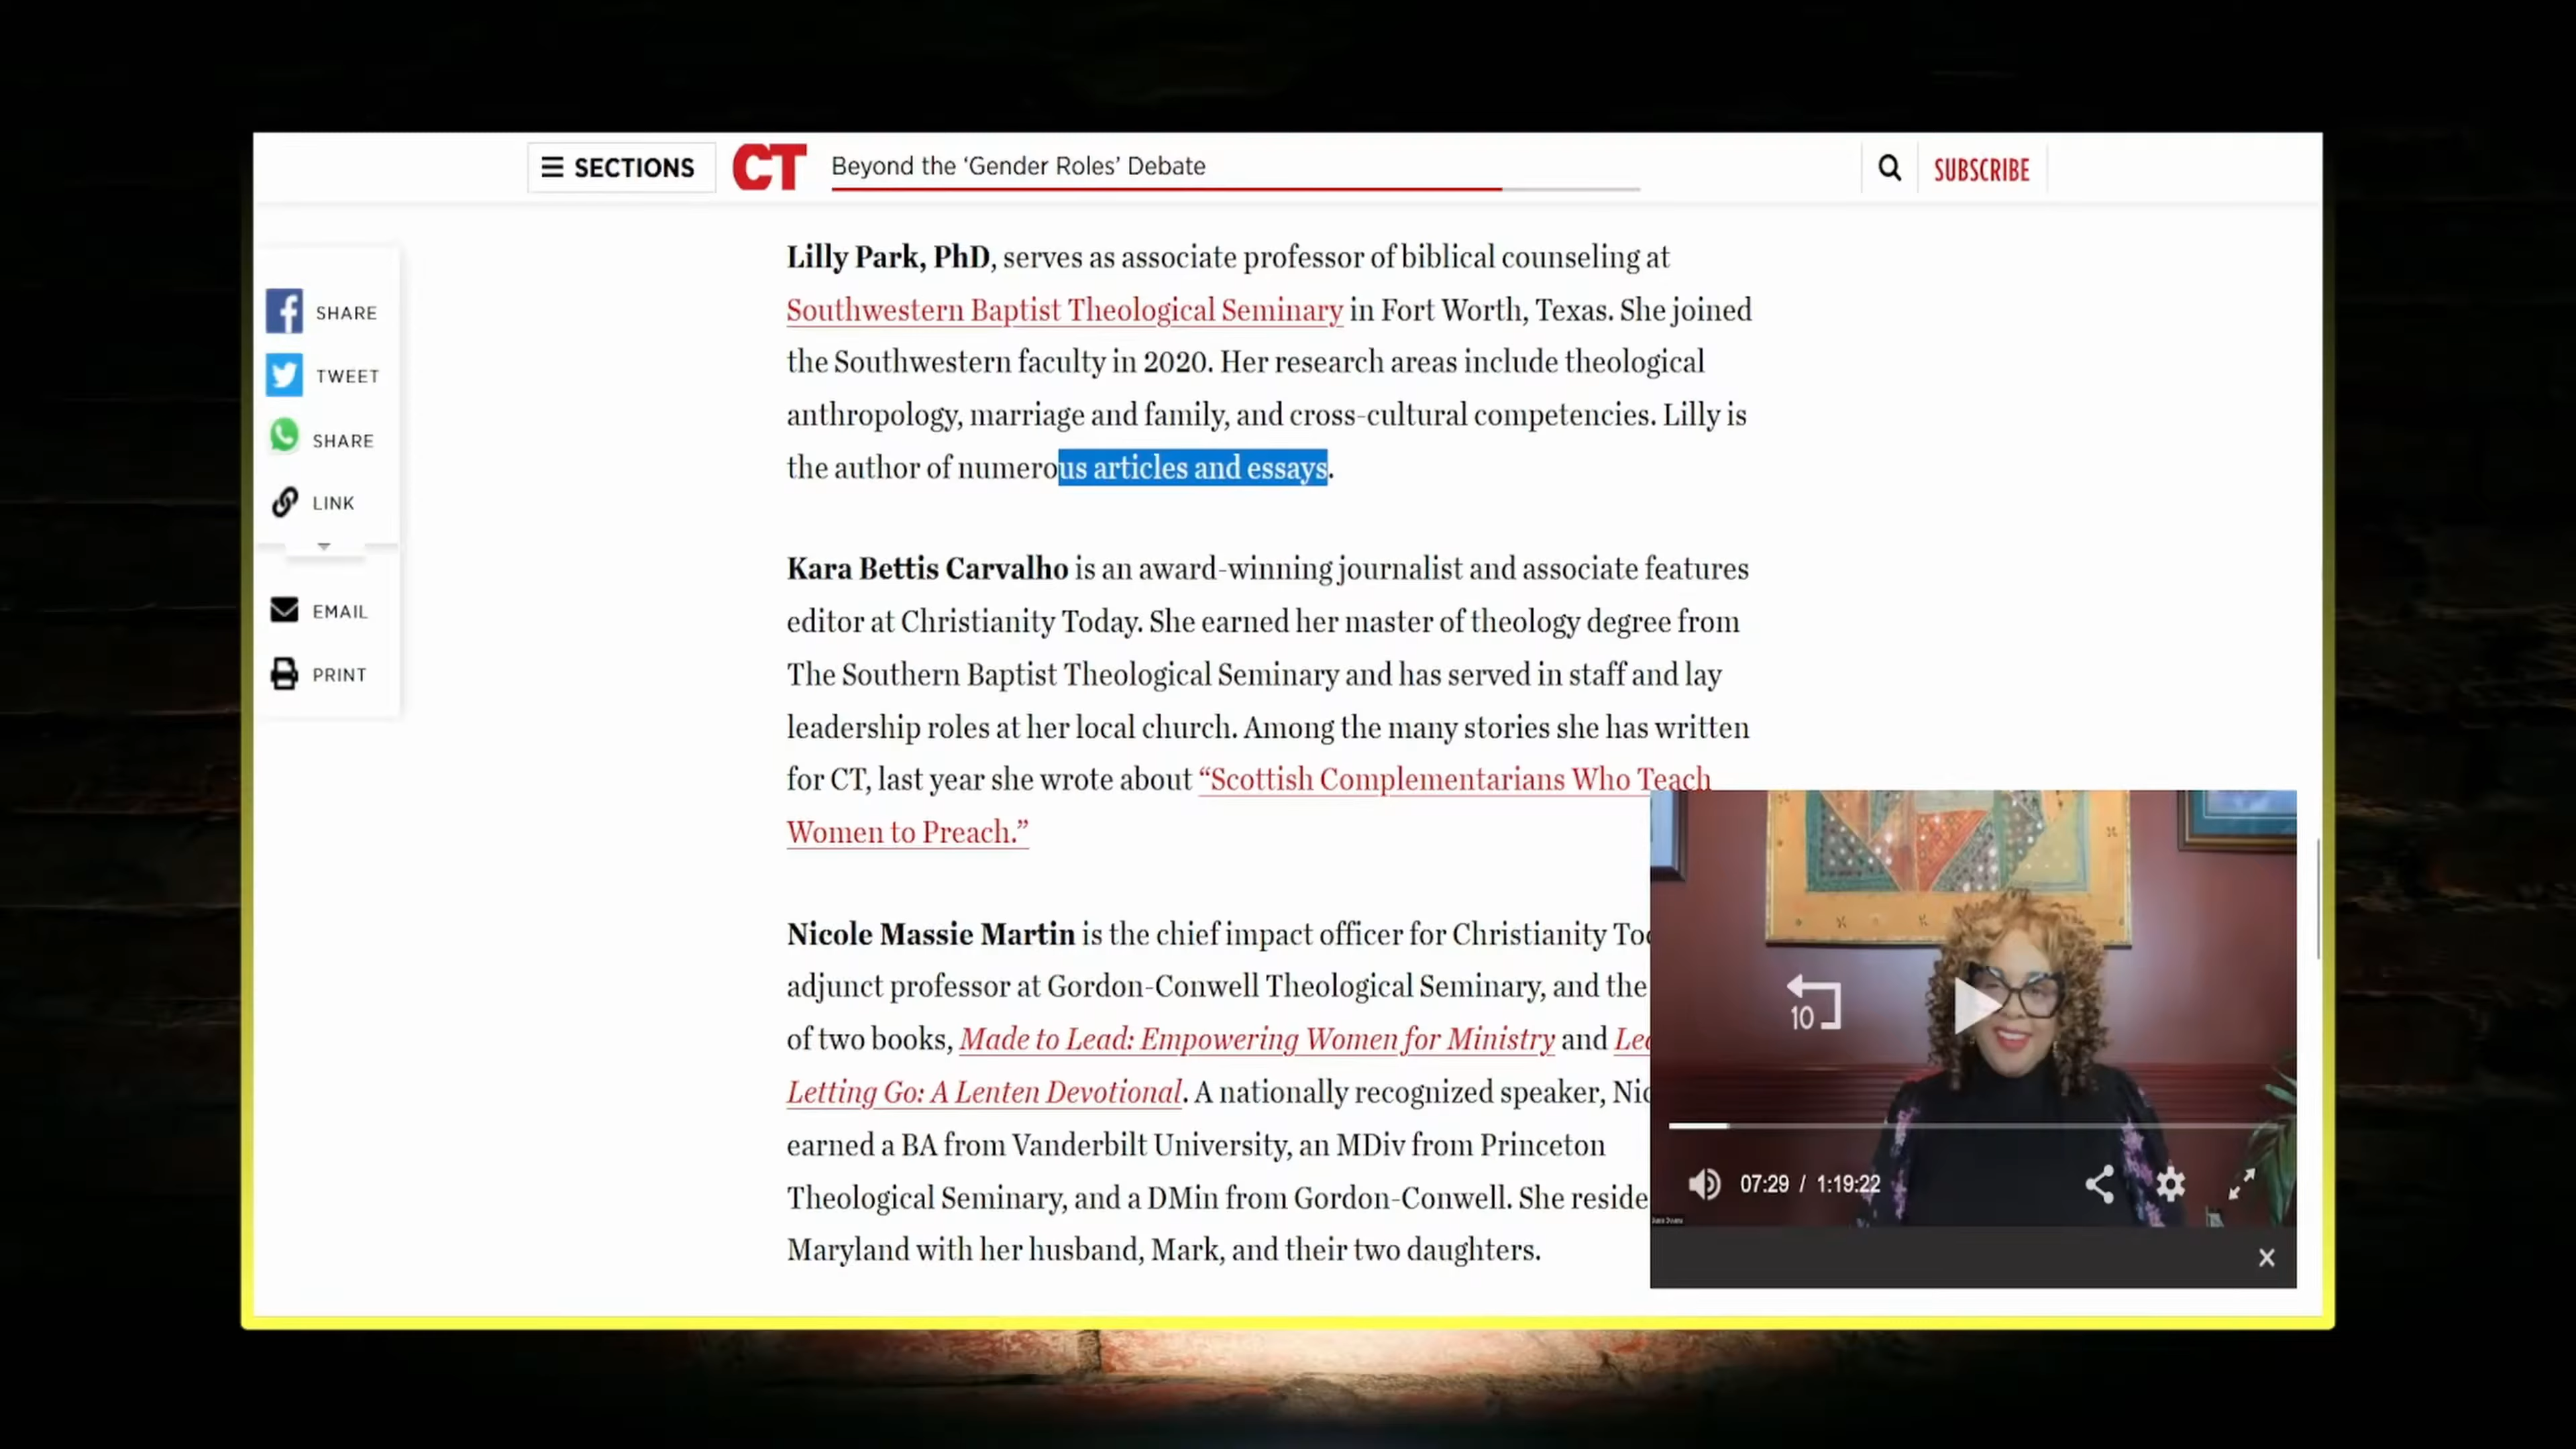 SECTIONS
CT
Beyond the ‘Gender Roles’ Debate
SUBSCRIBE
SHARE
TWEET
SHARE
LINK
EMAIL
PRINT
Lilly Park, PhD, serves as associate professor of biblical counseling at
Southwestern Baptist Theological Seminary in Fort Worth, Texas. She joined
the Southwestern faculty in 2020. Her research areas include theological
anthropology, marriage and family, and cross-cultural competencies. Lilly is
the author of numerous articles and essays.
Kara Bettis Carvalho is an award-winning journalist and associate features
editor at Christianity Today. She earned her master of theology degree from
The Southern Baptist Theological Seminary and has served in staff and lay
leadership roles at her local church. Among the many stories she has written
for CT, last year she wrote about “Scottish Complementarians Who Teach
Women to Preach.”
Nicole Massie Martin is the chief impact officer for Christianity
adjunct professor at Gordon-Conwell Theological Seminary, and the
of two books, Made to Lead: Empowering Women for Ministry and
Letting Go: A Lenten Devotional. A nationally recognized speaker,
earned a BA from Vanderbilt University, an MDiv from Princeton
Theological Seminary, and a DMin from Gordon-Conwell. She
Maryland with her husband, Mark, and their two daughters.
10
07:29 / 1:19:22